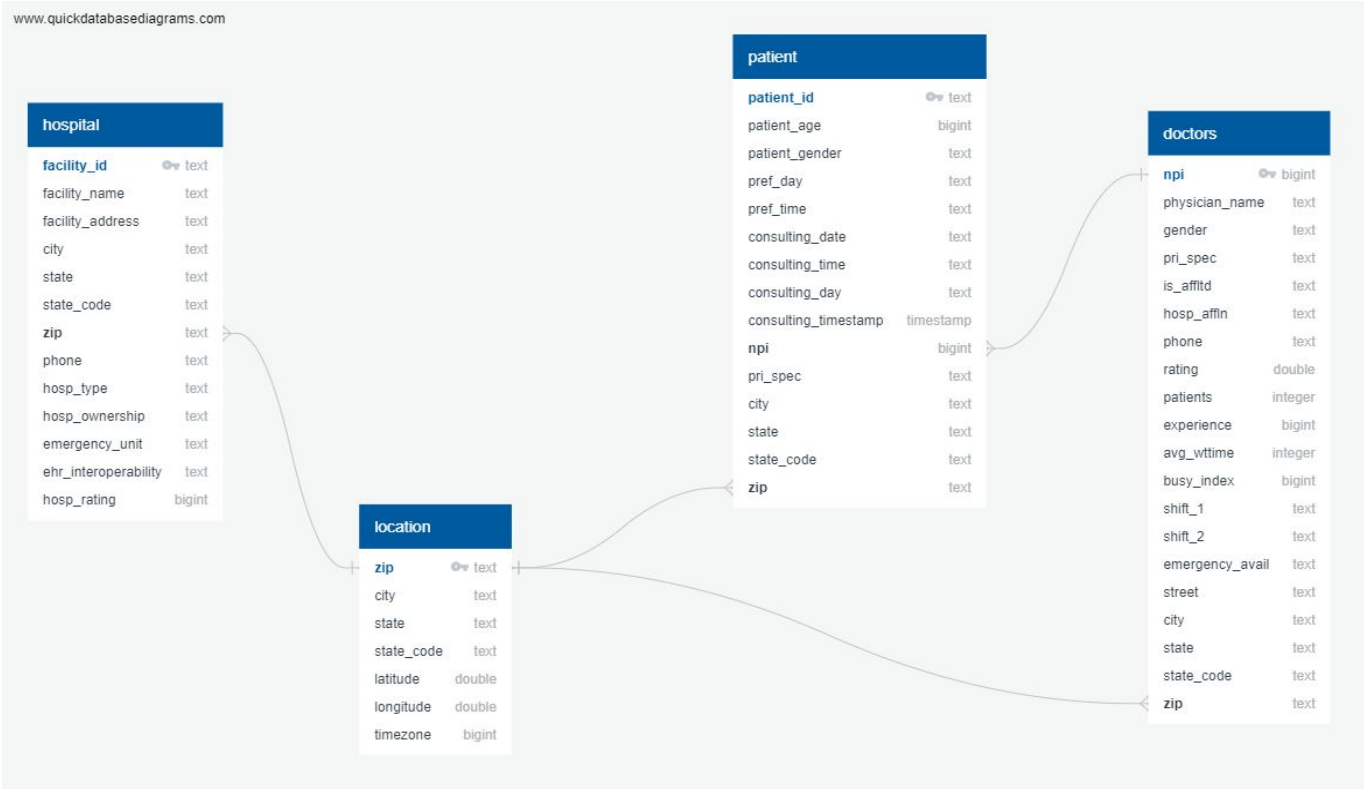 www.quickdatabasediagrams.com
hospital
facility_id text
facility_name text
facility_address text
city text
state text
state_code text
zip text
phone text
hosp_type text
hosp_ownership text
emergency_unit text
ehr_interoperability text
hosp_rating bigint
location
zip text
city text
state text
state_code text
latitude double
longitude double
timezone bigint
patient
patient_id text
patient_age bigint
patient_gender text
pref_day text
pref_time text
consulting_date text
consulting_time text
consulting_day text
consulting_timestamp timestamp
npi bigint
pri_spec text
city text
state text
state_code text
zip text
doctors
npi bigint
physician_name text
gender text
pri_spec text
is_affltd text
hosp_affln text
phone text
rating double
patients integer
experience bigint
avg_wttime integer
busy_index bigint
shift_1 text
shift_2 text
emergency_avail text
street text
city text
state text
state_code text
zip text